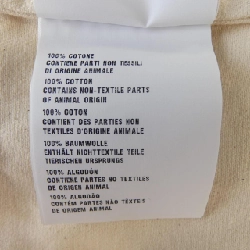 100% COTONE
CONTIENE PARTI NON TESSILI
DI ORIGINE ANIMALE
100% COTTON
CONTAINS NON-TEXTILE PARTS
OF ANIMAL ORIGIN
100% COTON
CONTIENT DES PARTIES NON
TEXTILES D'ORIGINE ANIMALE
100% BAUMWOLLE
ENTHÄLT NICHTTEXTILE TEILE
TIERISCHEN URSPRUNGS
100% ALGODÓN
CONTIENE PARTES NO TEXTILES
DE ORIGEN ANIMAL
100% ALGODÃO
CONTÉM PARTES NÃO TÊXTEIS
DE ORIGEM ANIMAL